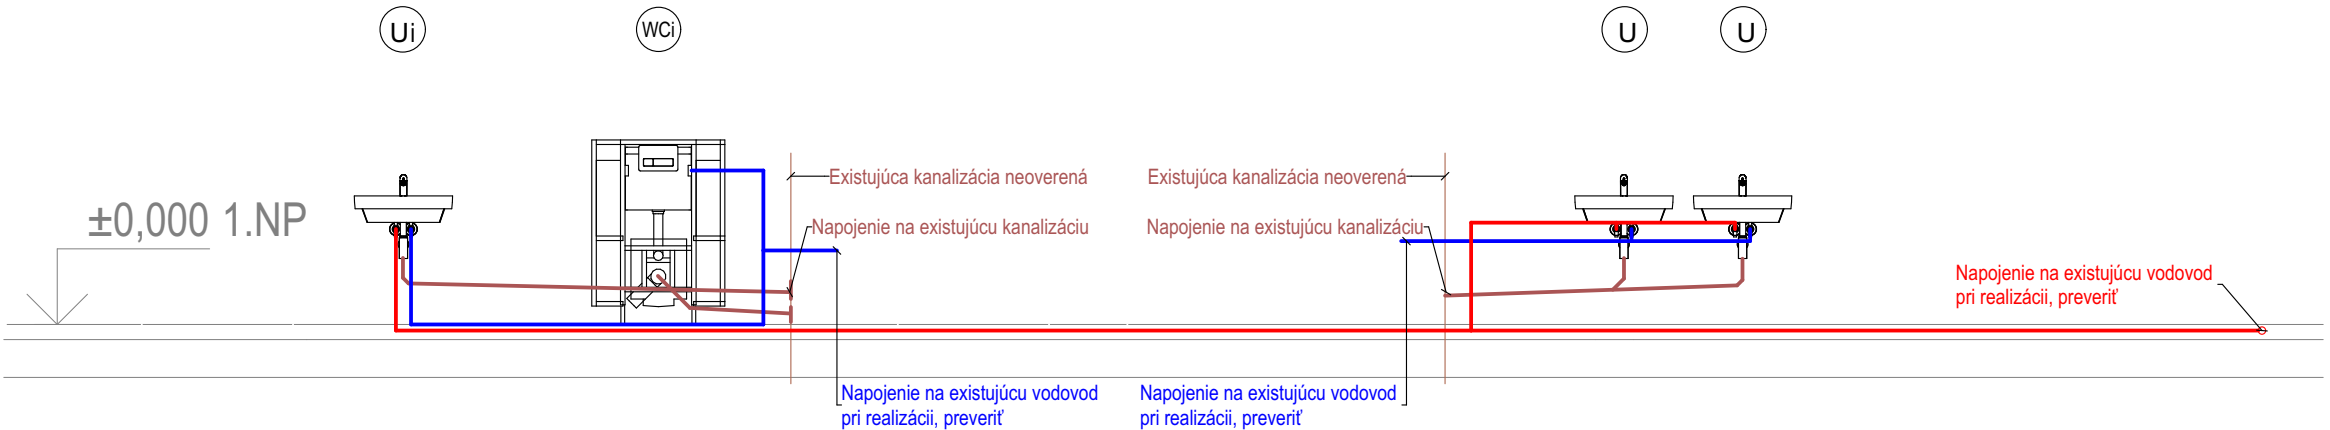 Ui
WCi
U
U
±0,000 1.NP
Existujúca kanalizácia neoverená
Existujúca kanalizácia neoverená
Napojenie na existujúcu kanalizáciu
Napojenie na existujúcu kanalizáciu
Napojenie na existujúcu vodovod
pri realizácii, preveriť
Napojenie na existujúcu vodovod
pri realizácii, preveriť
Napojenie na existujúcu vodovod
pri realizácii, preveriť